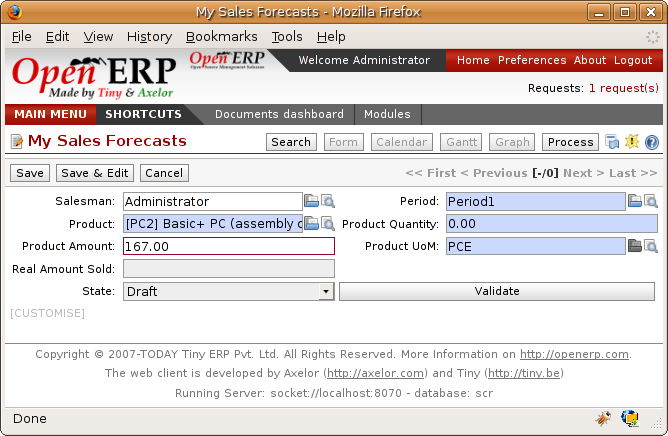 My Sales Forecasts - Mozilla Firefox
File Edit View History Bookmarks Tools Help
Open ERP
Made by Tiny & Axelor
Open ERP
Open Source Management Solution
Welcome Administrator
Home Preferences About Logout
Requests: 1 request(s)
MAIN MENU SHORTCUTS Documents dashboard Modules
My Sales Forecasts Search Form Calendar Gantt Graph Process
Save Save & Edit Cancel << First < Previous [-/0] Next > Last >>
Salesman: Administrator Period: Period1
Product: [PC2] Basic+ PC (assembly c Product Quantity: 0.00
Product Amount: 167.00 Product UoM: PCE
Real Amount Sold:
State: Draft Validate
[CUSTOMISE]
Copyright © 2007-TODAY Tiny ERP Pvt. Ltd. All Rights Reserved. More Information on http://openerp.com.
The web client is developed by Axelor (http://axelor.com) and Tiny (http://tiny.be)
Running Server: socket://localhost:8070 - database: scr
Done